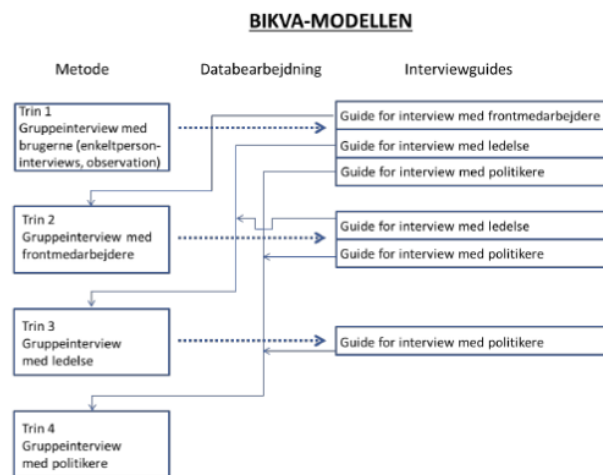 BIKVA-MODELLEN
Metode
Databearbejdning
Interviewguides
Trin 1
Gruppeinterview med
brugerne (enkeltperson-
interviews, observation)
Guide for interview med frontmedarbejdere
Guide for interview med ledelse
Guide for interview med politikere
Trin 2
Gruppeinterview med
frontmedarbejdere
Guide for interview med ledelse
Guide for interview med politikere
Trin 3
Gruppeinterview
med ledelse
Guide for interview med politikere
Trin 4
Gruppeinterview
med politikere